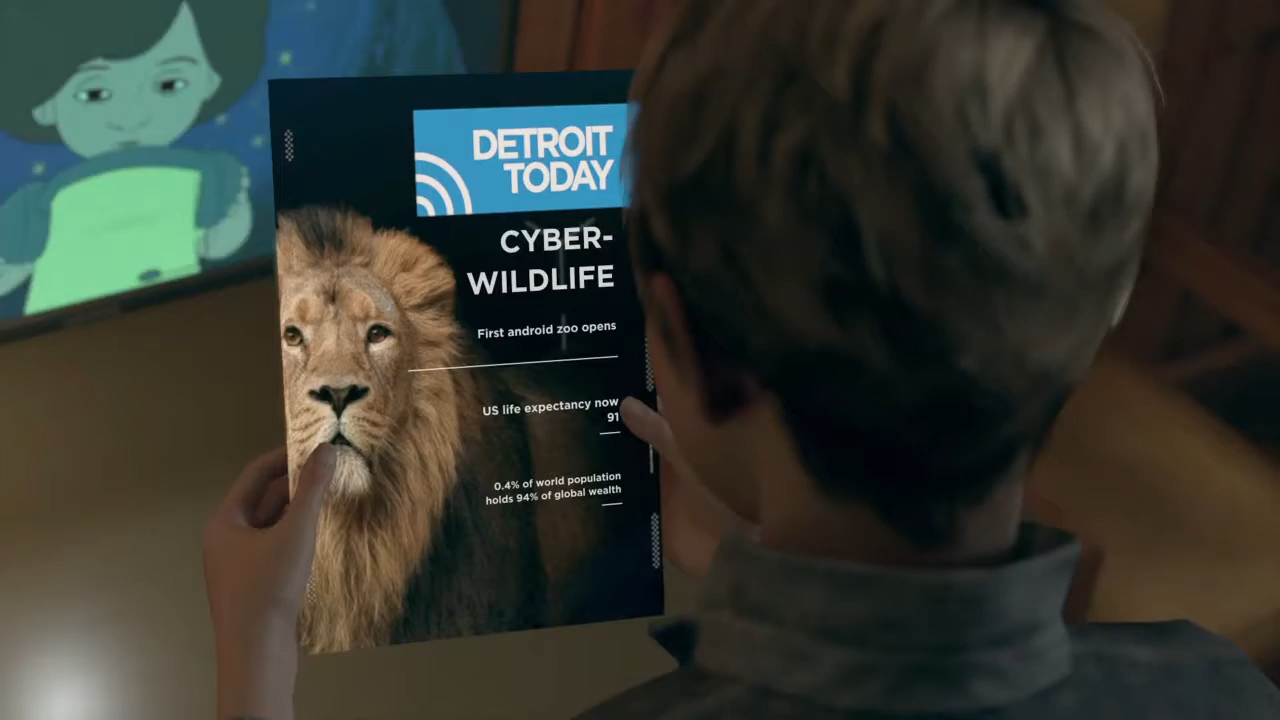 DETROIT
TODAY
CYBER-
WILDLIFE
First android zoo opens
US life expectancy now
91
0.4% of world population
holds 94% of global wealth